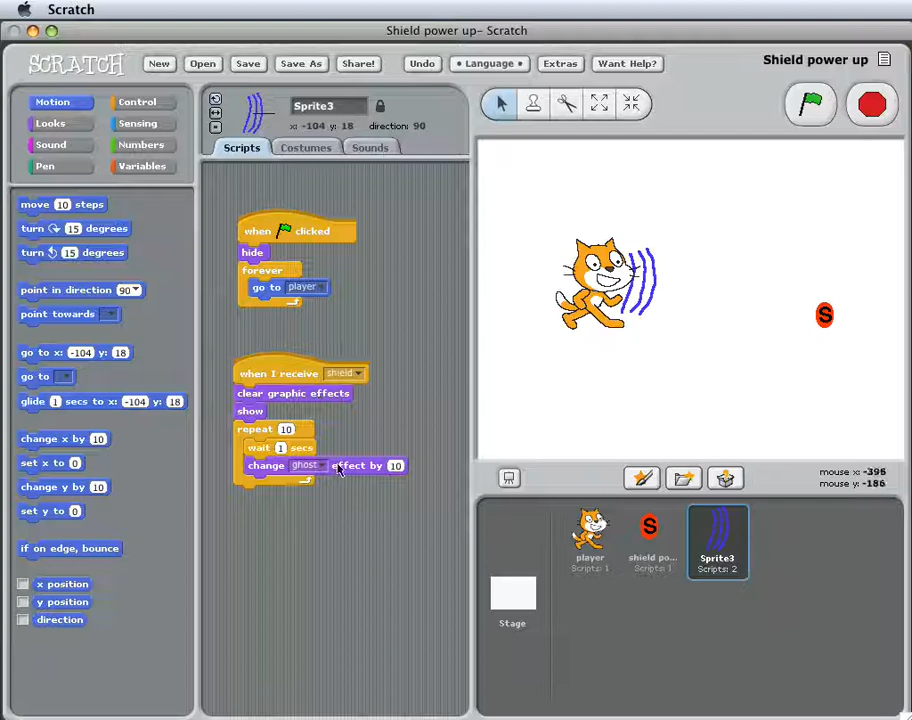 Scratch
Shield power up- Scratch
SCRATCH
New
Open
Save
Save As
Share!
Undo
• Language •
Extras
Want Help?
Shield power up
Motion
Control
Looks
Sensing
Sound
Numbers
Pen
Variables
Sprite3
x: -104 y: 18 direction: 90
Scripts
Costumes
Sounds
move 10 steps
turn 15 degrees
turn 15 degrees
point in direction 90
point towards
go to x: -104 y: 18
go to
glide 1 secs to x: -104 y: 18
change x by 10
set x to 0
change y by 10
set y to 0
if on edge, bounce
x position
y position
direction
when clicked
hide
forever
go to player
when I receive shield
clear graphic effects
show
repeat 10
wait 1 secs
change ghost effect by 10
S
mouse x: -395
mouse y: -186
Stage
player
Scripts: 1
S
shield po...
Scripts: 1
Sprite3
Scripts: 2